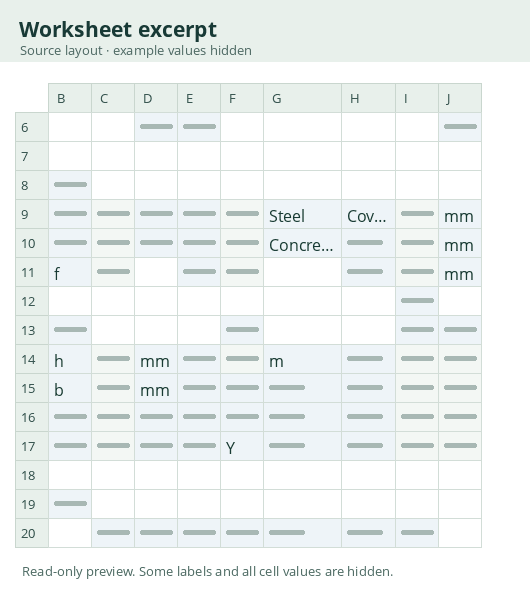 Worksheet excerpt
Source layout · example values hidden
B C D E F G H I J
6
7
8
9 Steel Cov... mm
10 Concre... mm
11 f mm
12
13
14 h mm m
15 b mm
16
17 Y
18
19
20
Read-only preview. Some labels and all cell values are hidden.